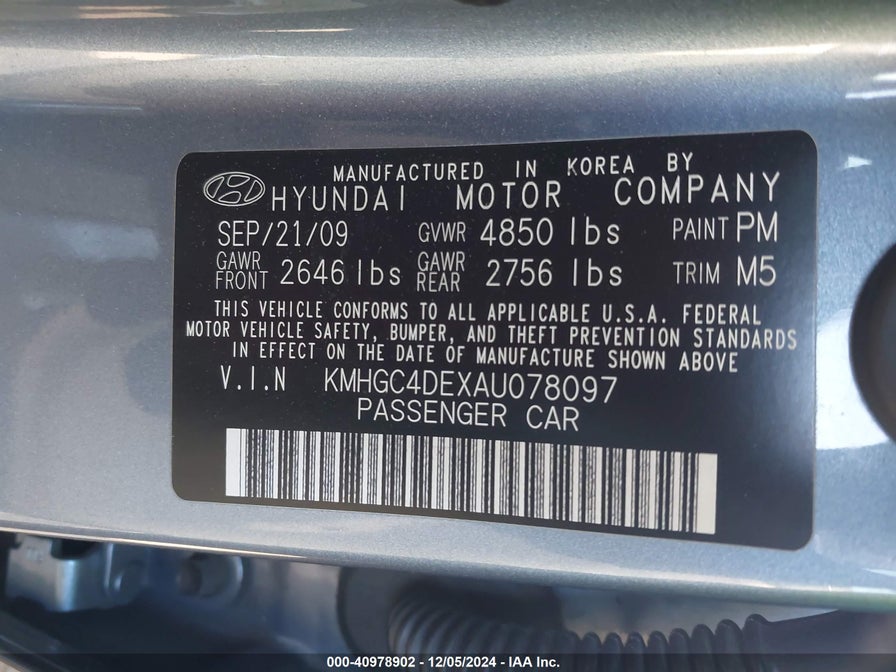 MANUFACTURED IN KOREA BY
HYUNDAI MOTOR COMPANY
SEP/21/09 GVWR 4850 lbs PAINT PM
GAWR FRONT 2646 lbs GAWR REAR 2756 lbs TRIM M5
THIS VEHICLE CONFORMS TO ALL APPLICABLE U.S.A. FEDERAL
MOTOR VEHICLE SAFETY, BUMPER, AND THEFT PREVENTION STANDARDS
IN EFFECT ON THE DATE OF MANUFACTURE SHOWN ABOVE
V.I.N KMHGC4DEXAU078097
PASSENGER CAR
000-40978902 - 12/05/2024 - IAA Inc.